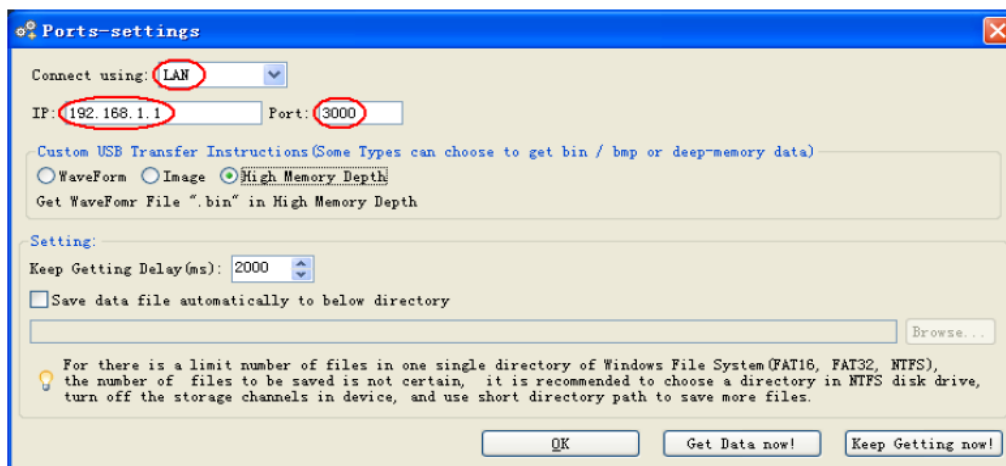 Ports-settings
Connect using: LAN
IP: 192.168.1.1 Port: 3000
Custom USB Transfer Instructions(Some Types can choose to get bin / bmp or deep-memory data)
WaveForm Image High Memory Depth
Get WaveFomr File ".bin" in High Memory Depth
Setting:
Keep Getting Delay(ms): 2000
Save data file automatically to below directory
Browse...
For there is a limit number of files in one single directory of Windows File System(FAT16, FAT32, NTFS),
the number of files to be saved is not certain, it is recommended to choose a directory in NTFS disk drive,
turn off the storage channels in device, and use short directory path to save more files.
OK Get Data now! Keep Getting now!